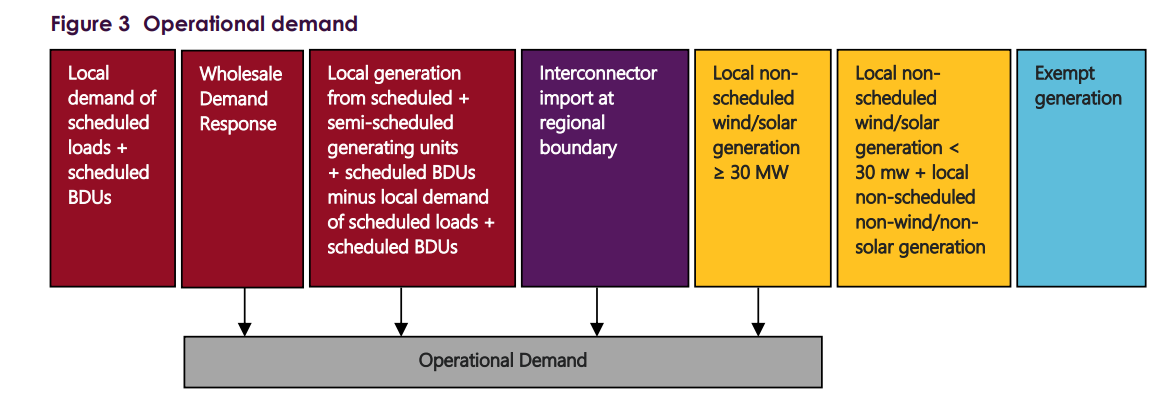 Figure 3 Operational demand
Local
demand of
scheduled
loads +
scheduled
BDUs
Wholesale
Demand
Response
Local generation
from scheduled +
semi-scheduled
generating units
+ scheduled BDUs
minus local demand
of scheduled loads +
scheduled BDUs
Interconnector
import at
regional
boundary
Local non-
scheduled
wind/solar
generation
≥ 30 MW
Local non-
scheduled
wind/solar
generation <
30 mw + local
non-scheduled
non-wind/non-
solar generation
Exempt
generation
Operational Demand